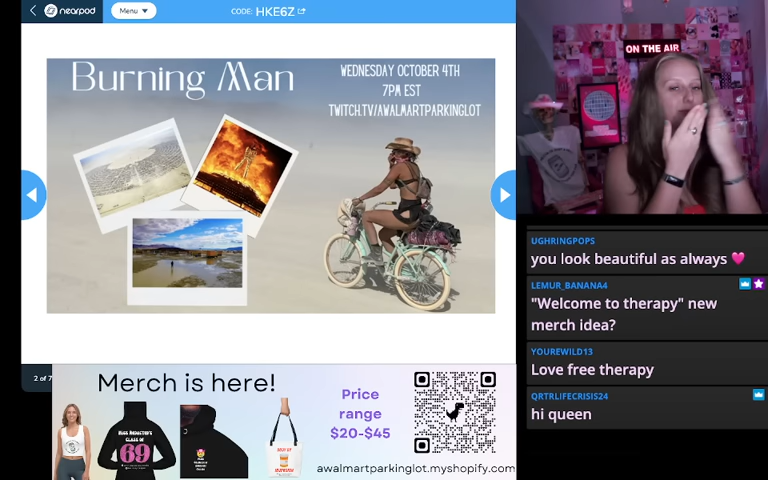 nearpod
Menu
CODE: HKE6Z
Burning Man
WEDNESDAY OCTOBER 4TH
7PM EST
TWITCH.TV/AWALMARTPARKINGLOT
ON THE AIR
UGHRINGPOPS
you look beautiful as always
LEMUR_BANANA4
"Welcome to therapy" new
merch idea?
YOUREWILD13
Love free therapy
QRTRLIFECRISIS24
hi queen
2 of 7
Merch is here!
Price
range
$20-$45
69
awalmartparkinglot.myshopify.com